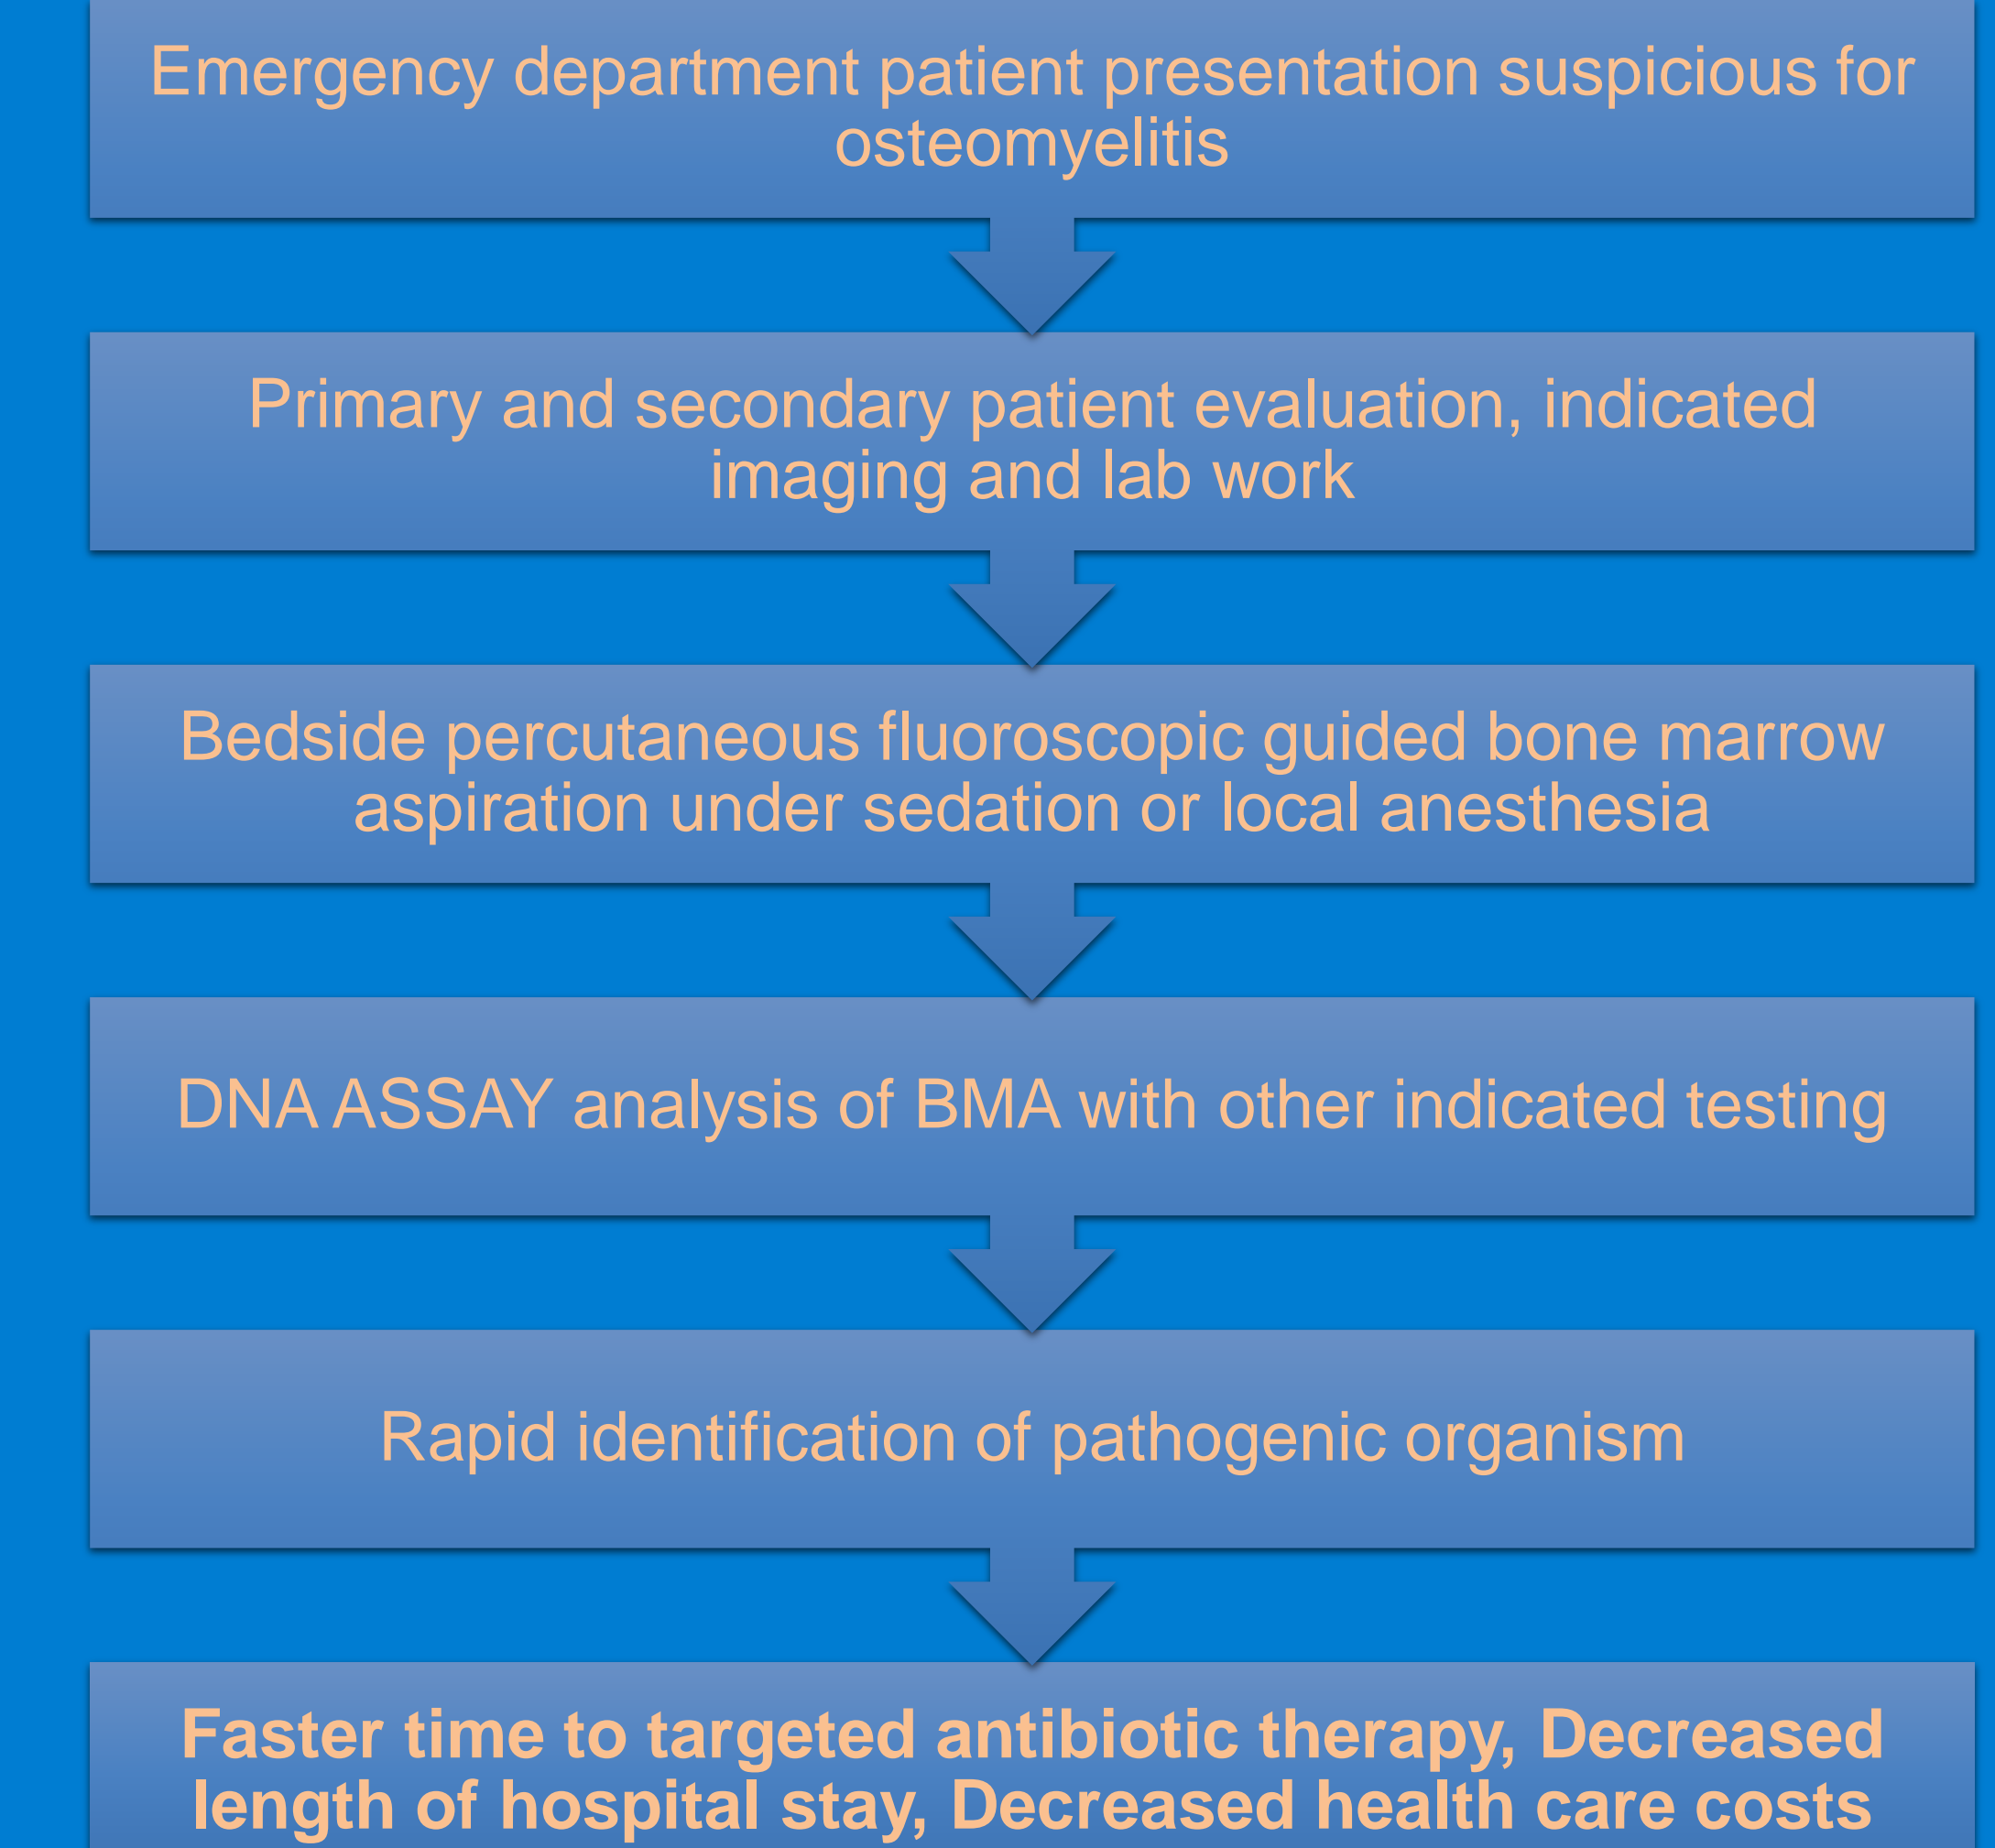 Emergency department patient presentation suspicious for
osteomyelitis
Primary and secondary patient evaluation, indicated
imaging and lab work
Bedside percutaneous fluoroscopic guided bone marrow
aspiration under sedation or local anesthesia
DNA ASSAY analysis of BMA with other indicated testing
Rapid identification of pathogenic organism
Faster time to targeted antibiotic therapy, Decreased
length of hospital stay, Decreased health care costs